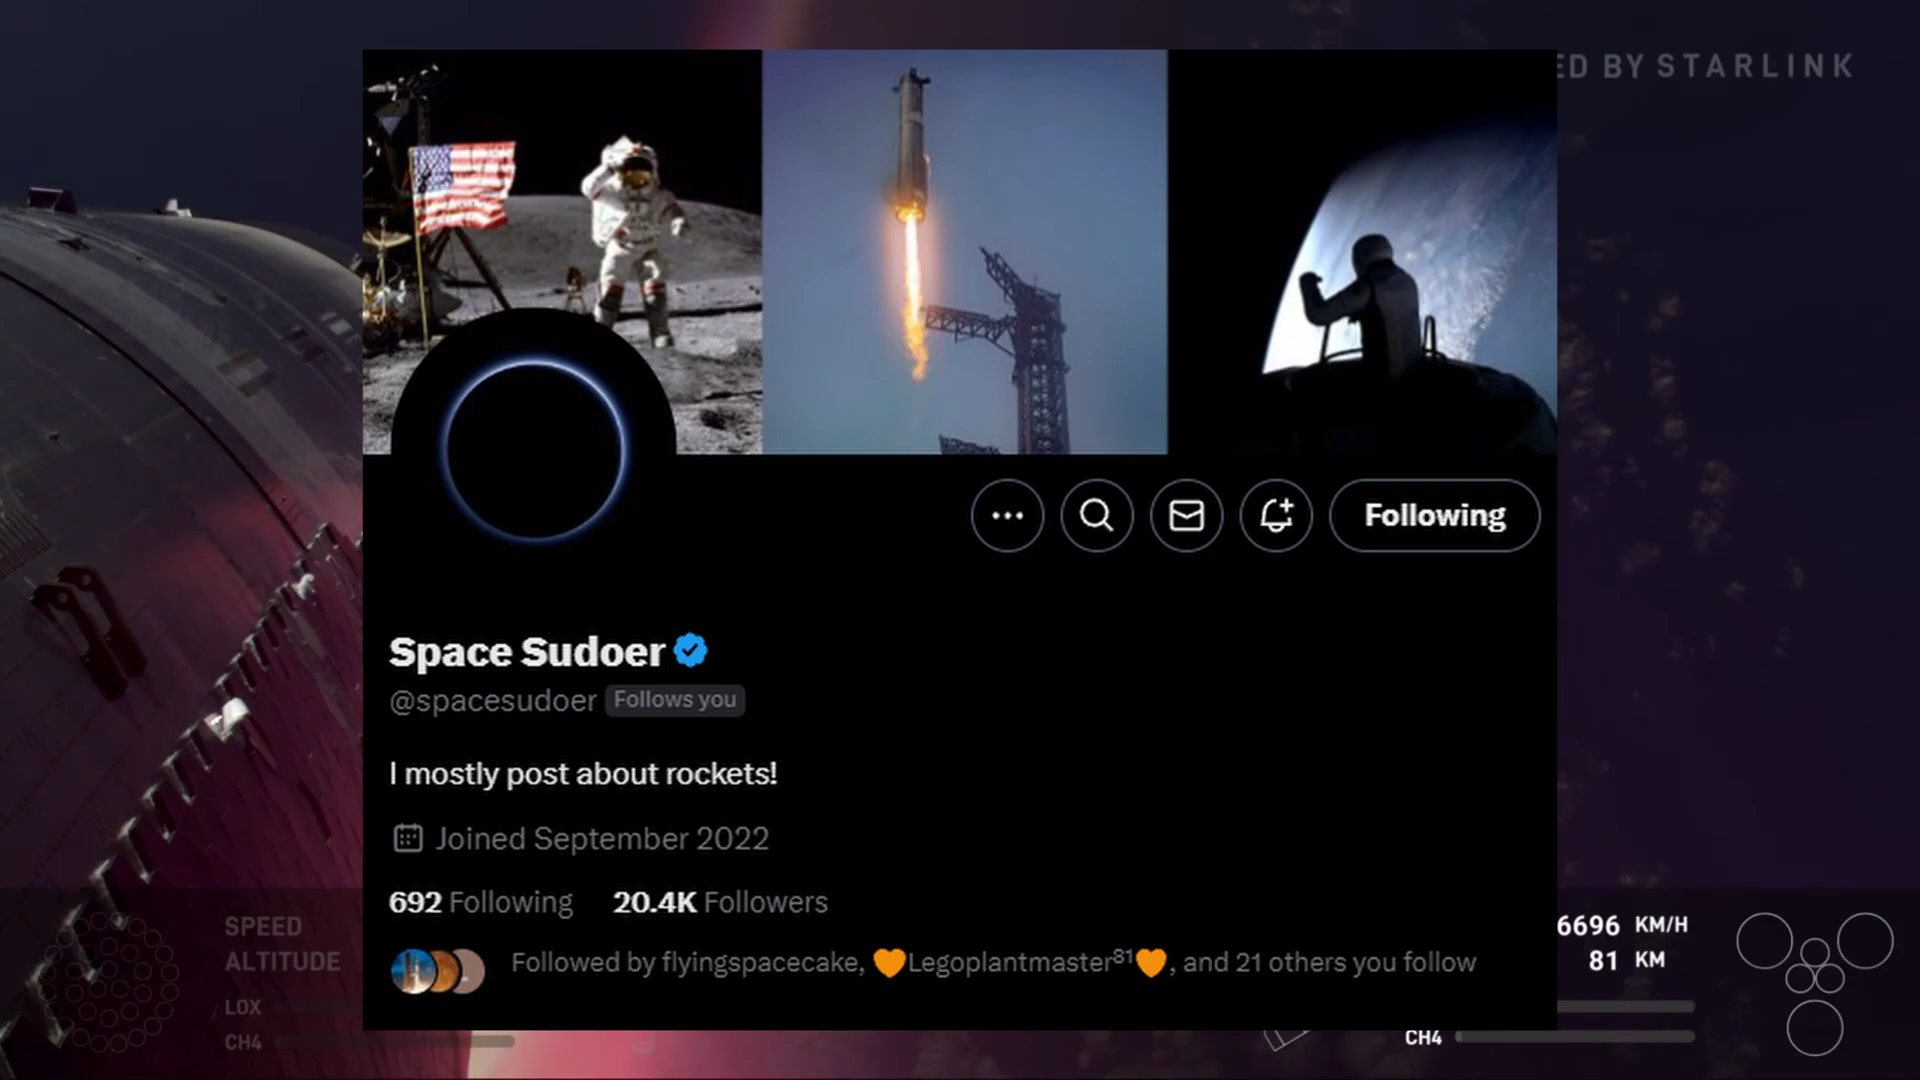 ED BY STARLINK
Following
Space Sudoer
@spacesudoer Follows you
I mostly post about rockets!
Joined September 2022
692 Following 20.4K Followers
Followed by flyingspacecake, 🧡Legoplantmaster⁸¹🧡, and 21 others you follow
SPEED
ALTITUDE
LOX
CH4
6696 KM/H
81 KM
CH4